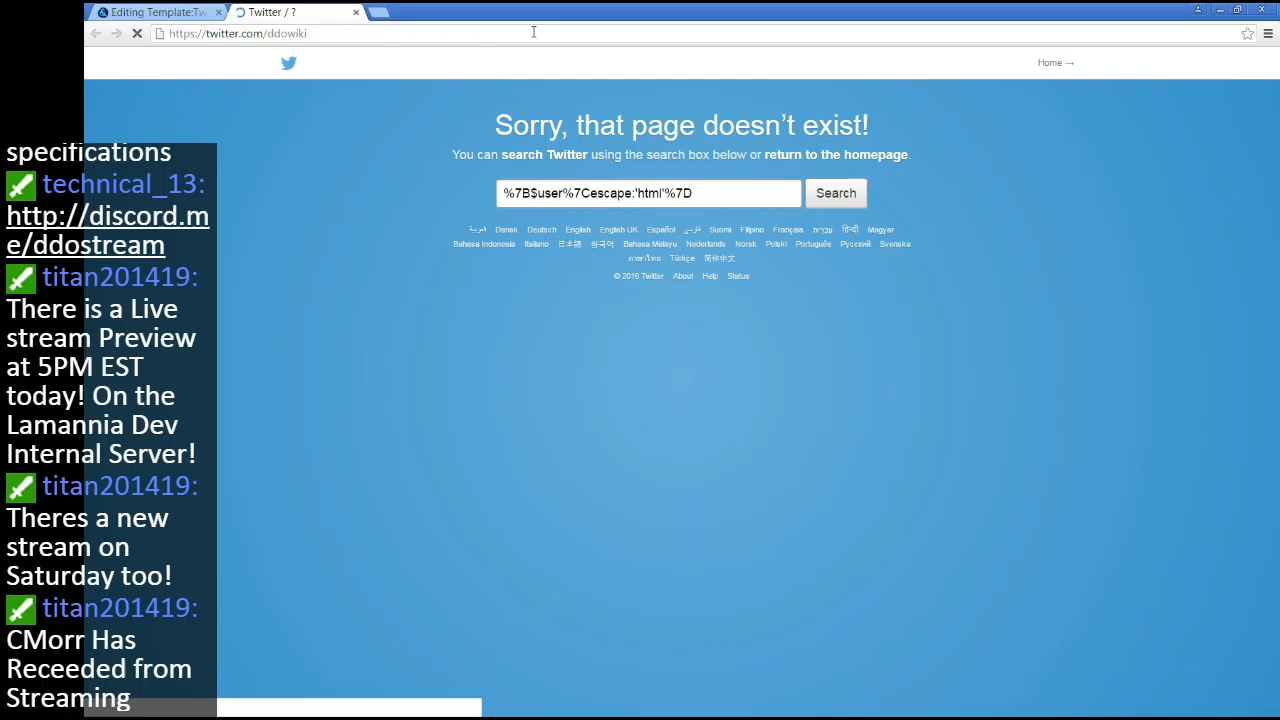 Editing Template:Tw
Twitter / ?
https://twitter.com/ddowiki
Home →
Sorry, that page doesn't exist!
You can search Twitter using the search box below or return to the homepage.
%7B$user%7Cescape:'html'%7D
Search
العربية Dansk Deutsch English English UK Español فارسی Suomi Filipino Français עברית हिन्दी Magyar
Bahasa Indonesia Italiano 日本語 한국어 Bahasa Melayu Nederlands Norsk Polski Português Русский Svenska
ภาษาไทย Türkçe 简体中文
© 2016 Twitter About Help Status
specifications
technical_13:
http://discord.m
e/ddostream
titan201419:
There is a Live
stream Preview
at 5PM EST
today! On the
Lamannia Dev
Internal Server!
titan201419:
Theres a new
stream on
Saturday too!
titan201419:
CMorr Has
Receeded from
Streaming